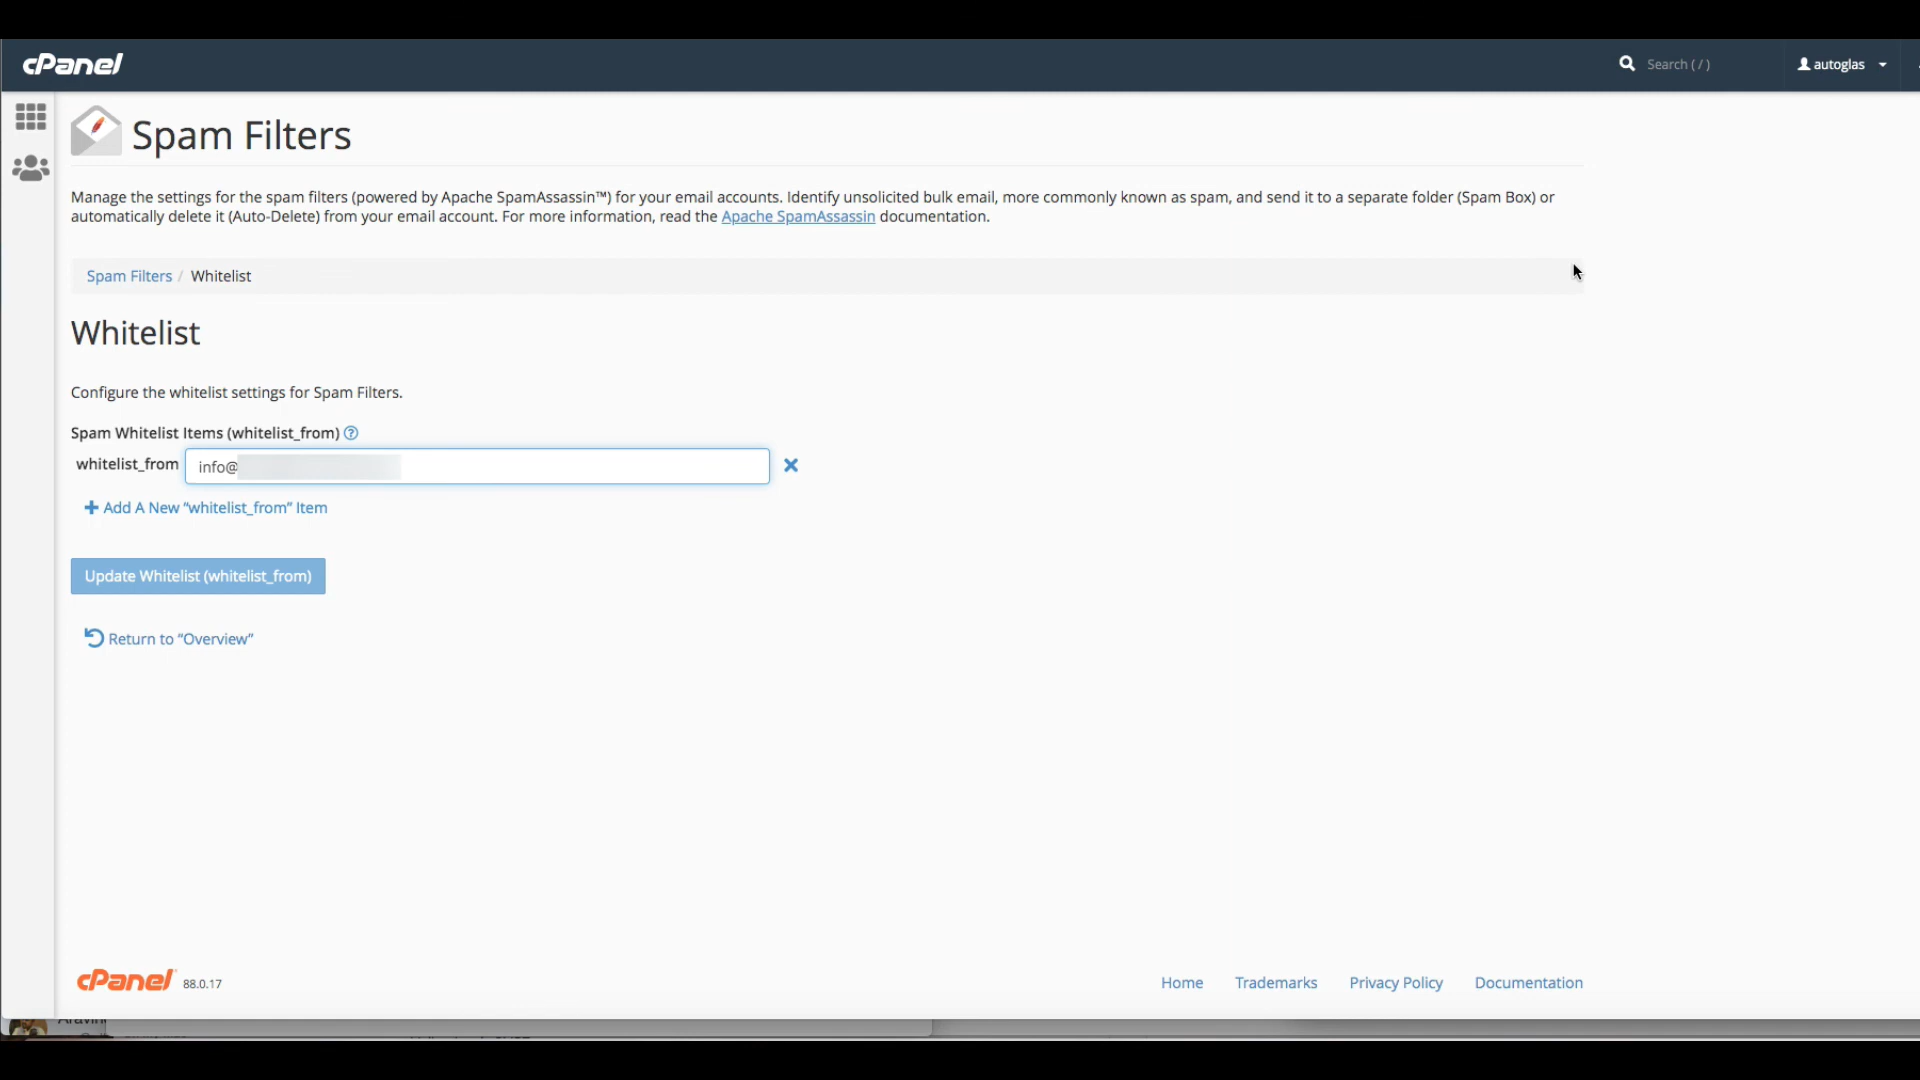 cPanel
Search ( / )
autoglas
Spam Filters
Manage the settings for the spam filters (powered by Apache SpamAssassin™) for your email accounts. Identify unsolicited bulk email, more commonly known as spam, and send it to a separate folder (Spam Box) or
automatically delete it (Auto-Delete) from your email account. For more information, read the Apache SpamAssassin documentation.
Spam Filters / Whitelist
Whitelist
Configure the whitelist settings for Spam Filters.
Spam Whitelist Items (whitelist_from)
whitelist_from info@
Add A New “whitelist_from” Item
Update Whitelist (whitelist_from)
Return to “Overview”
cPanel 88.0.17
Home Trademarks Privacy Policy Documentation